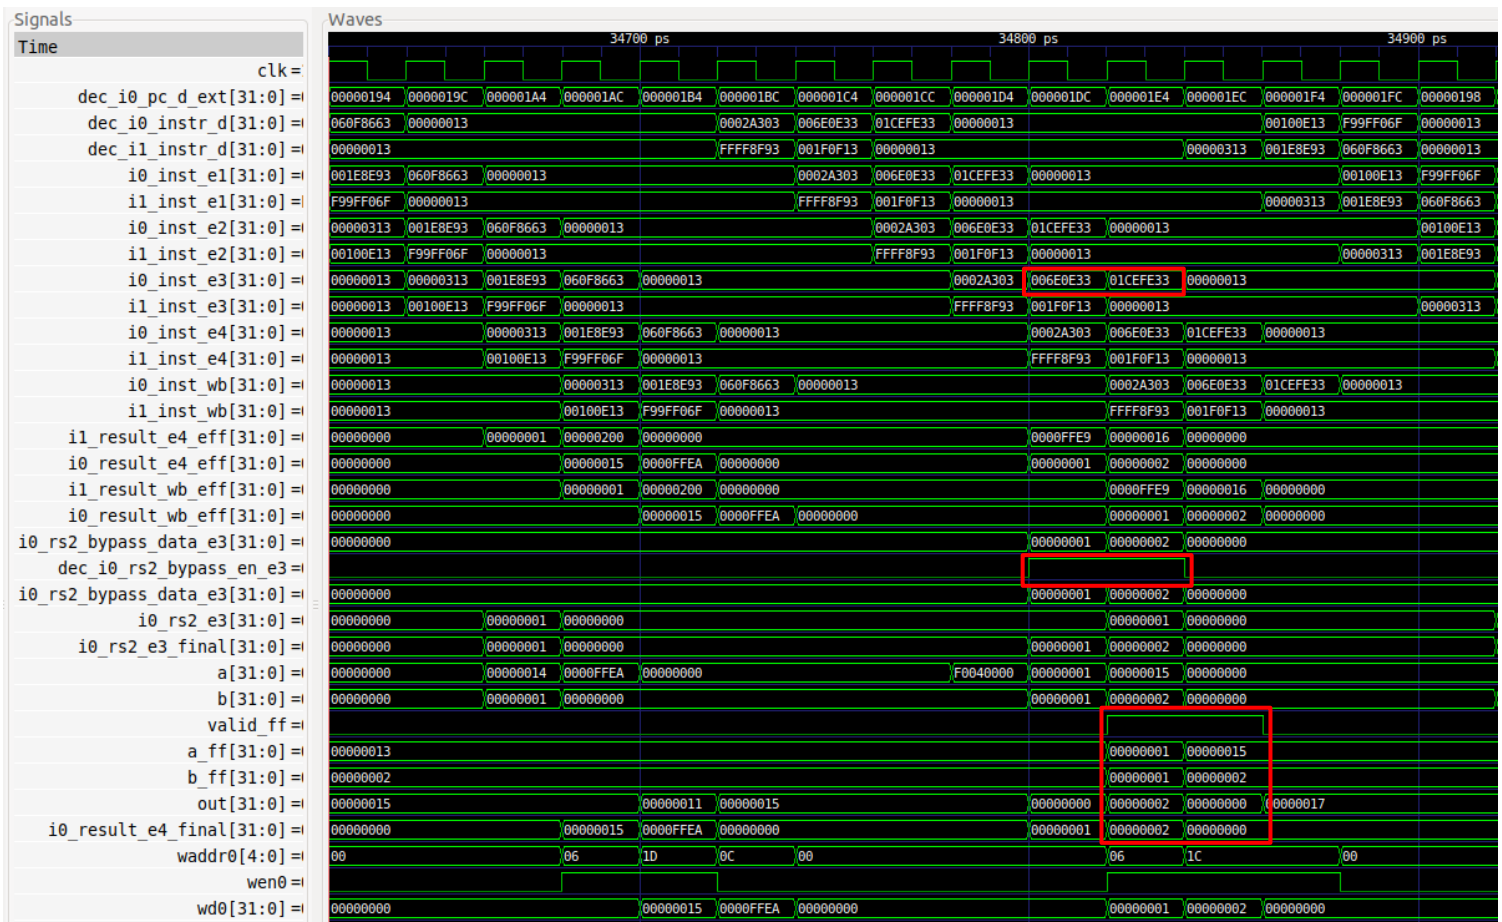 Signals Waves
Time 34700 ps 34800 ps 34900 ps
clk =
dec_i0_pc_d_ext[31:0] = 00000194 0000019C 000001A4 000001AC 000001B4 000001BC 000001C4 000001CC 000001D4 000001DC 000001E4 000001EC 000001F4 000001FC 00000198
dec_i0_instr_d[31:0] = 060F8663 00000013 0002A303 006E0E33 01CEFE33 00000013 00100E13 F99FF06F 00000013
dec_i1_instr_d[31:0] = 00000013 FFFF8F93 001F0F13 00000013 00000313 001E8E93 060F8663 00000013
i0_inst_e1[31:0] = 001E8E93 060F8663 00000013 0002A303 006E0E33 01CEFE33 00000013 00100E13 F99FF06F
i1_inst_e1[31:0] = F99FF06F 00000013 FFFF8F93 001F0F13 00000013 00000313 001E8E93 060F8663
i0_inst_e2[31:0] = 00000313 001E8E93 060F8663 00000013 0002A303 006E0E33 01CEFE33 00000013 00100E13
i1_inst_e2[31:0] = 00100E13 F99FF06F 00000013 FFFF8F93 001F0F13 00000013 00000313 001E8E93
i0_inst_e3[31:0] = 00000013 00000313 001E8E93 060F8663 00000013 0002A303 006E0E33 01CEFE33 00000013
i1_inst_e3[31:0] = 00000013 00100E13 F99FF06F 00000013 FFFF8F93 001F0F13 00000013 00000313
i0_inst_e4[31:0] = 00000013 00000313 001E8E93 060F8663 00000013 0002A303 006E0E33 01CEFE33 00000013
i1_inst_e4[31:0] = 00000013 00100E13 F99FF06F 00000013 FFFF8F93 001F0F13 00000013
i0_inst_wb[31:0] = 00000013 00000313 001E8E93 060F8663 00000013 0002A303 006E0E33 01CEFE33 00000013
i1_inst_wb[31:0] = 00000013 00100E13 F99FF06F 00000013 FFFF8F93 001F0F13 00000013
i1_result_e4_eff[31:0] = 00000000 00000001 00000200 00000000 0000FFE9 00000016 00000000
i0_result_e4_eff[31:0] = 00000000 00000015 0000FFEA 00000000 00000001 00000002 00000000
i1_result_wb_eff[31:0] = 00000000 00000001 00000200 00000000 0000FFE9 00000016 00000000
i0_result_wb_eff[31:0] = 00000000 00000015 0000FFEA 00000000 00000001 00000002 00000000
i0_rs2_bypass_data_e3[31:0] = 00000000 00000001 00000002 00000000
dec_i0_rs2_bypass_en_e3 =
i0_rs2_bypass_data_e3[31:0] = 00000000 00000001 00000002 00000000
i0_rs2_e3[31:0] = 00000000 00000001 00000000 00000001 00000000
i0_rs2_e3_final[31:0] = 00000000 00000001 00000000 00000001 00000002 00000000
a[31:0] = 00000000 00000014 0000FFEA 00000000 F0040000 00000001 00000015 00000000
b[31:0] = 00000000 00000001 00000000 00000001 00000002 00000000
valid_ff =
a_ff[31:0] = 00000013 00000001 00000015
b_ff[31:0] = 00000002 00000001 00000002
out[31:0] = 00000015 00000011 00000015 00000000 00000002 00000000 00000017
i0_result_e4_final[31:0] = 00000000 00000015 0000FFEA 00000000 00000001 00000002 00000000
waddr0[4:0] = 00 06 1D 0C 00 06 1C 00
wen0 =
wd0[31:0] = 00000000 00000015 0000FFEA 00000000 00000001 00000002 00000000